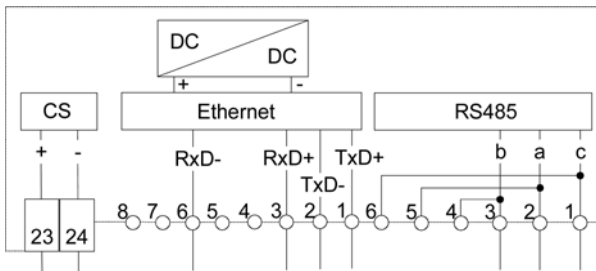 DC
DC
+ -
CS Ethernet RS485
+ - RxD- RxD+ TxD+ b a c
TxD-
8 7 6 5 4 3 2 1 6 5 4 3 2 1
23 24